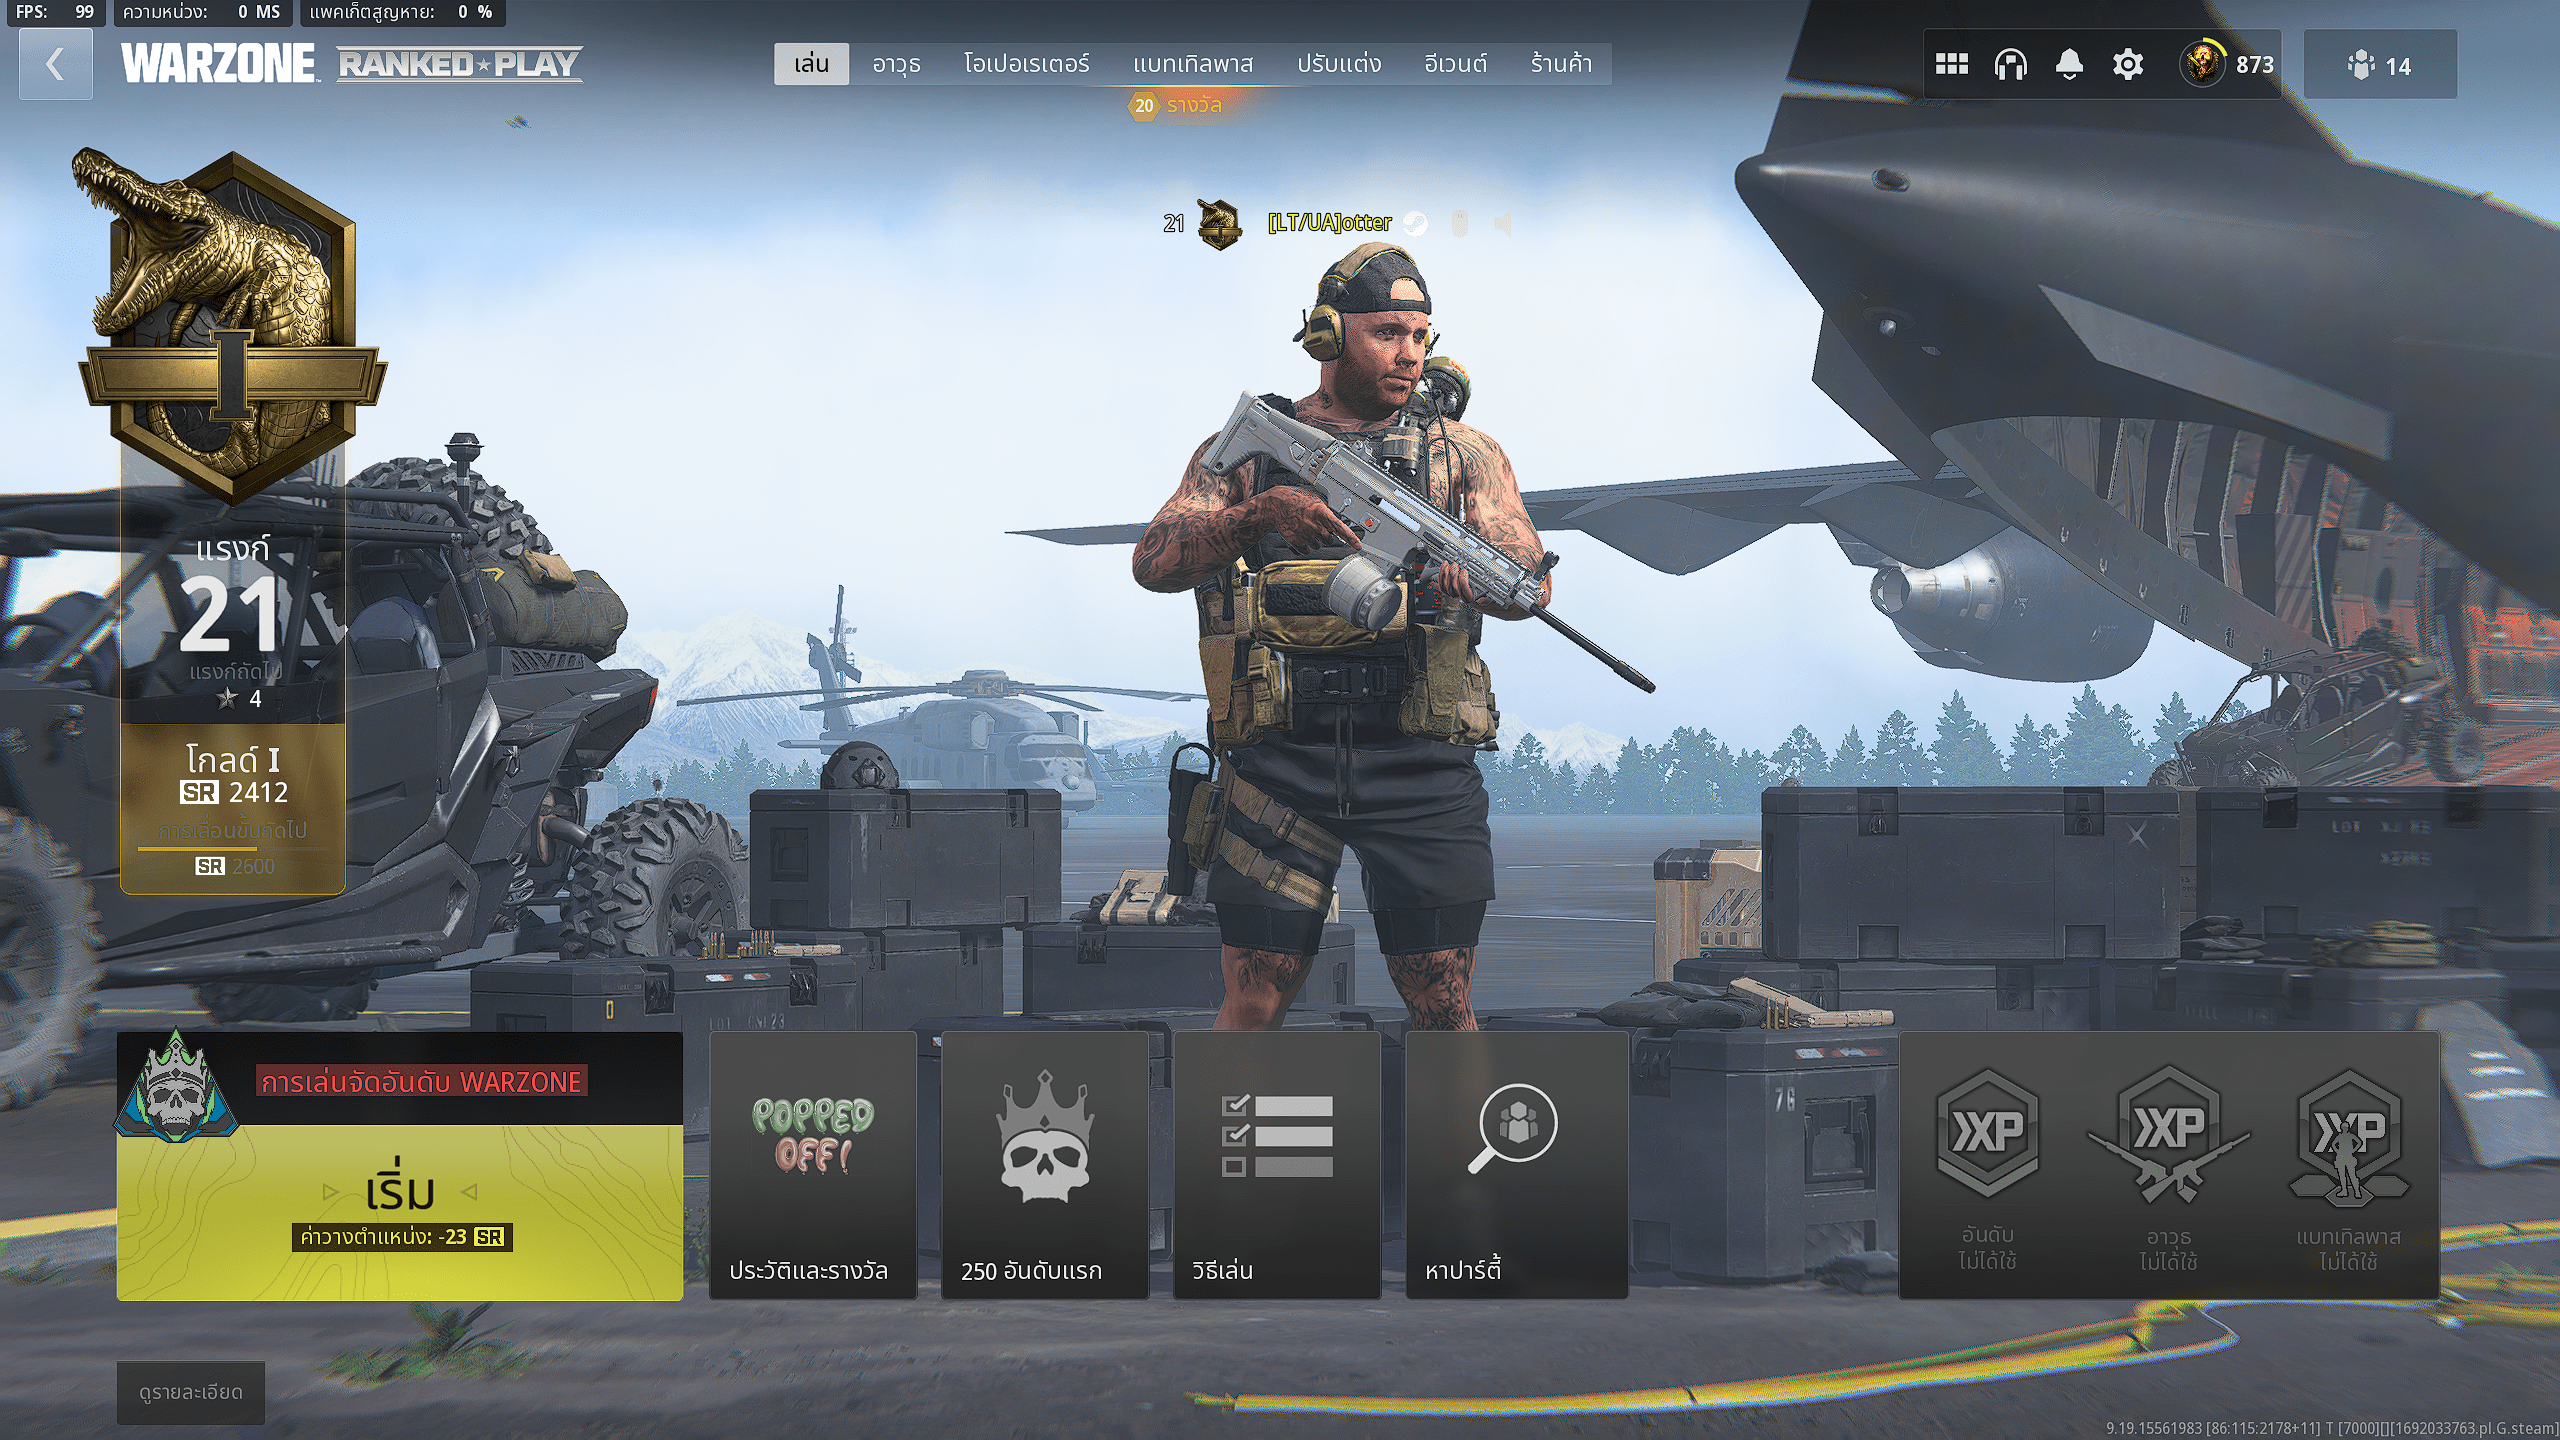 FPS: 99 ความหน่วง: 0 MS แพคเก็ตสูญหาย: 0 %
WARZONE RANKED PLAY
เล่น อาวุธ โอเปอเรเตอร์ แบทเทิลพาส ปรับแต่ง อีเวนต์ ร้านค้า
873
14
20 รางวัล
21 I [LT/UA]otter
I
แรงก์
21
แรงก์ถัดไป
4
โกลด์ I
SR 2412
การเลื่อนขั้นถัดไป
SR 2600
การเล่นจัดอันดับ WARZONE
เริ่ม
ค่าวางตำแหน่ง: -23 SR
POPPED
OFF!
ประวัติและรางวัล
250 อันดับแรก
วิธีเล่น
หาปาร์ตี้
XP
อันดับ
ไม่ได้ใช้
XP
อาวุธ
ไม่ได้ใช้
XP
แบทเทิลพาส
ไม่ได้ใช้
76
ดูรายละเอียด
9.19.15561983 [86:115:2178+11] T [7000][][1692033763.pl.G.steam]